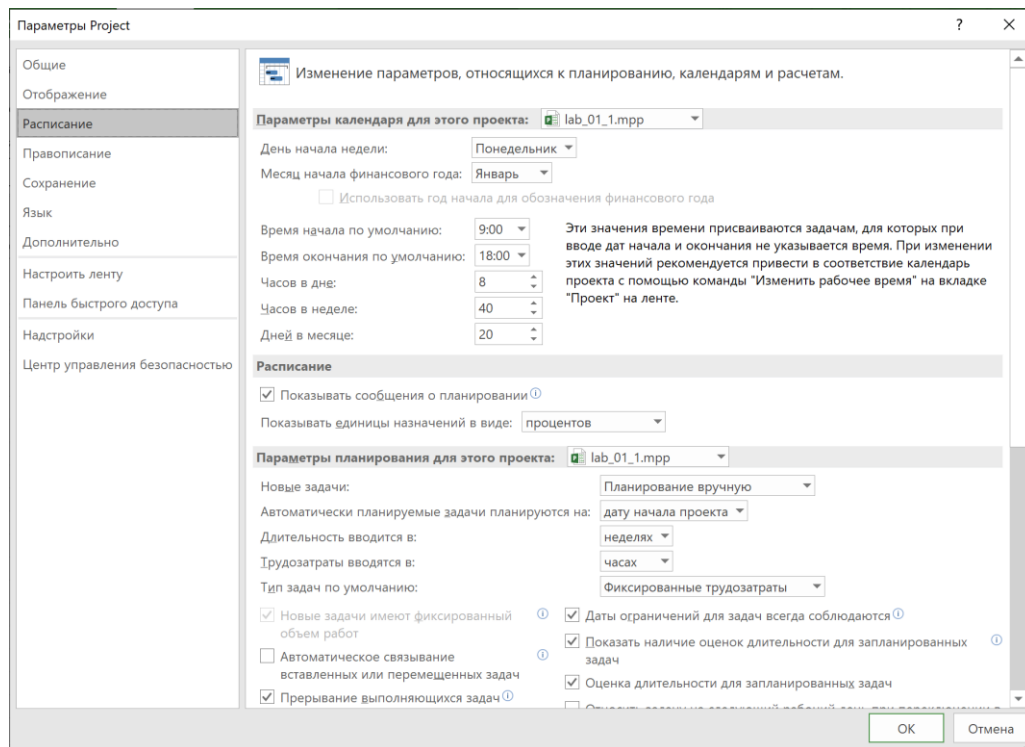 Параметры Project
?
Общие
Отображение
Расписание
Правописание
Сохранение
Язык
Дополнительно
Настроить ленту
Панель быстрого доступа
Надстройки
Центр управления безопасностью
Изменение параметров, относящихся к планированию, календарям и расчетам.
Параметры календаря для этого проекта: lab_01_1.mpp
День начала недели: Понедельник
Месяц начала финансового года: Январь
Использовать год начала для обозначения финансового года
Время начала по умолчанию: 9:00
Время окончания по умолчанию: 18:00
Часов в дне: 8
Часов в неделе: 40
Дней в месяце: 20
Эти значения времени присваиваются задачам, для которых при
вводе дат начала и окончания не указывается время. При изменении
этих значений рекомендуется привести в соответствие календарь
проекта с помощью команды "Изменить рабочее время" на вкладке
"Проект" на ленте.
Расписание
Показывать сообщения о планировании
Показывать единицы назначений в виде: процентов
Параметры планирования для этого проекта: lab_01_1.mpp
Новые задачи: Планирование вручную
Автоматически планируемые задачи планируются на: дату начала проекта
Длительность вводится в: неделях
Трудозатраты вводятся в: часах
Тип задач по умолчанию: Фиксированные трудозатраты
Новые задачи имеют фиксированный
объем работ
Автоматическое связывание
вставленных или перемещенных задач
Прерывание выполняющихся задач
Даты ограничений для задач всегда соблюдаются
Показать наличие оценок длительности для запланированных
задач
Оценка длительности для запланированных задач
ОК
Отмена